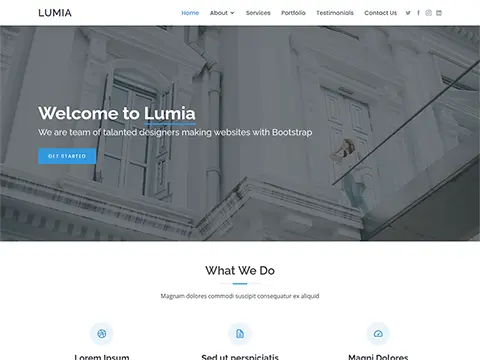 LUMIA
Home About Services Portfolio Testimonials Contact Us
Welcome to Lumia
We are team of talanted designers making websites with Bootstrap
GET STARTED
What We Do
Magnam dolores commodi suscipit consequatur ex aliquid
Lorem Ipsum Sed ut perspiciatis Magni Dolores